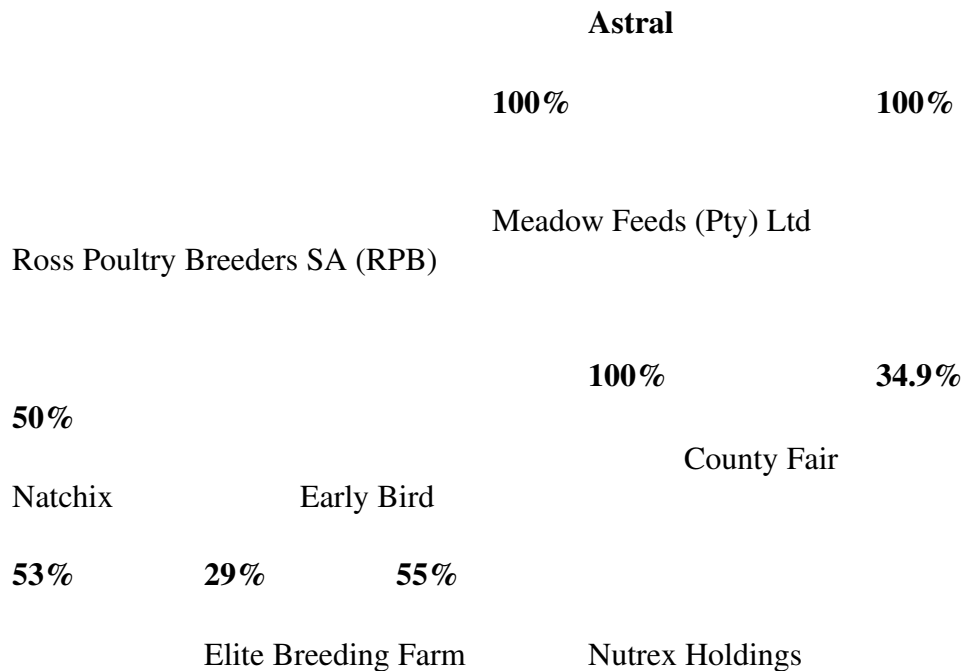 Astral
100% 100%
Meadow Feeds (Pty) Ltd
Ross Poultry Breeders SA (RPB)
100% 34.9%
50%
County Fair
Natchix Early Bird
53% 29% 55%
Elite Breeding Farm Nutrex Holdings